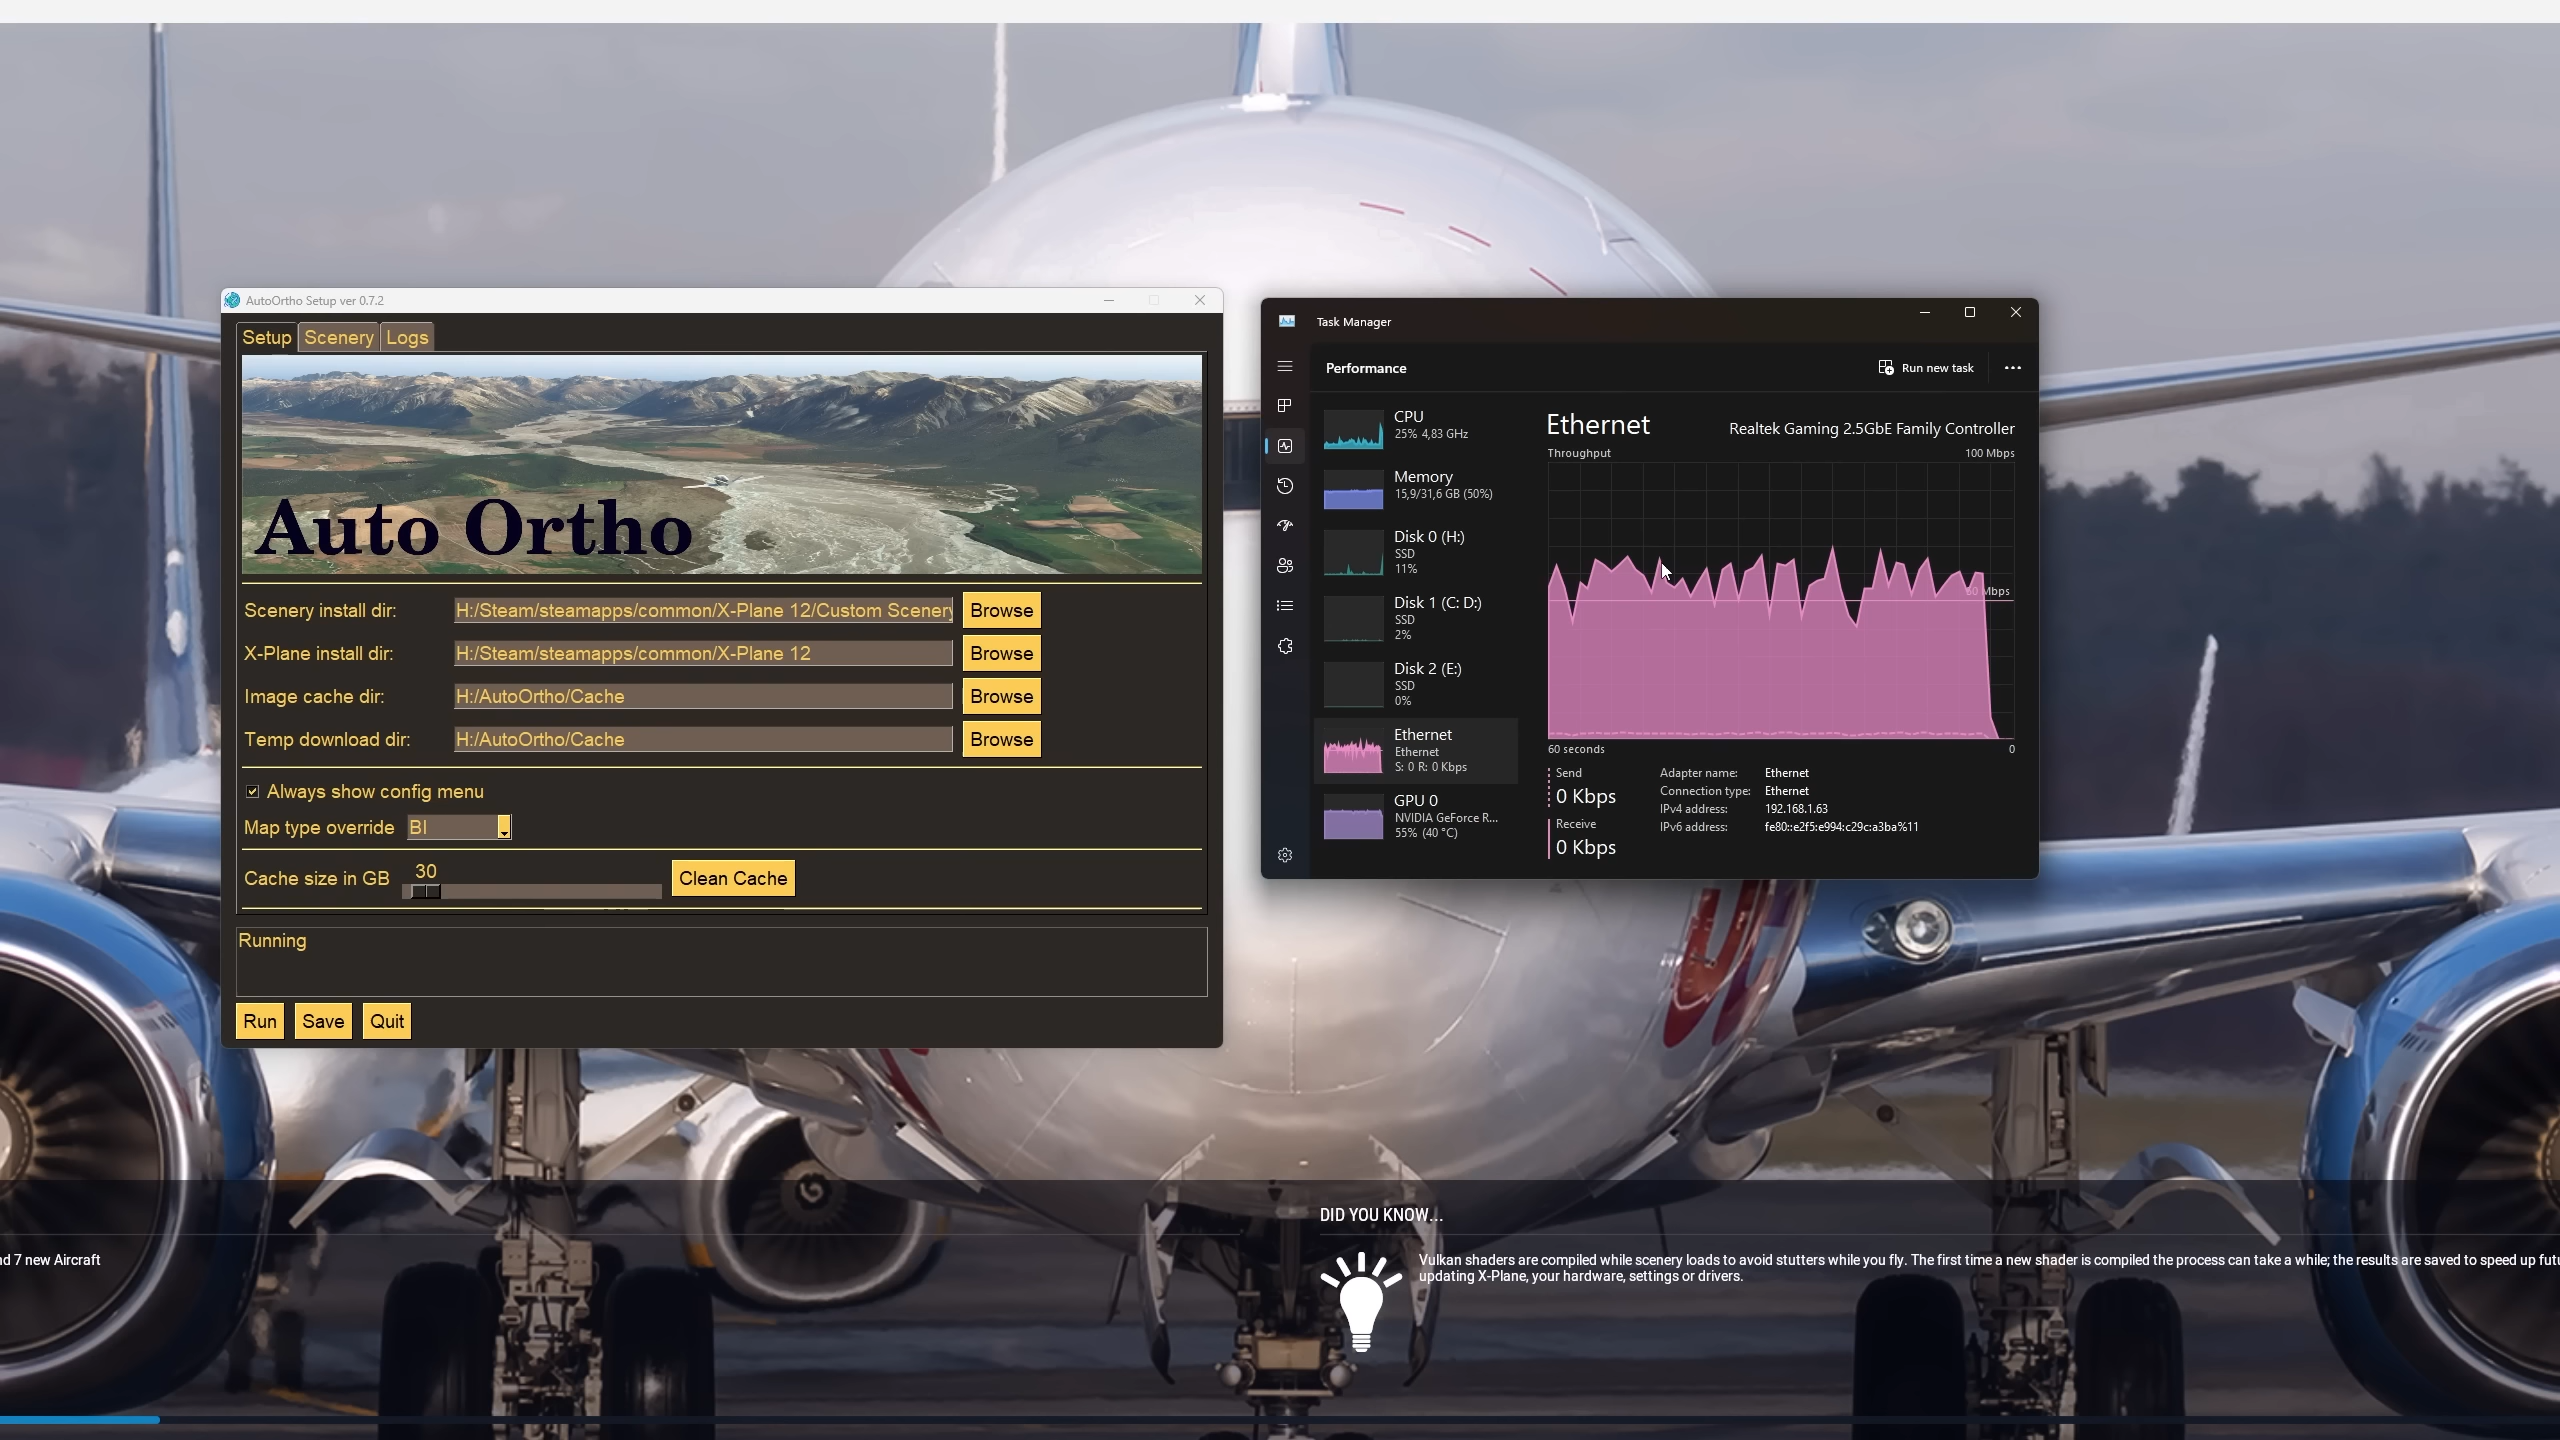 AutoOrtho Setup ver 0.7.2
Setup Scenery Logs
Auto Ortho
Scenery install dir: H:/Steam/steamapps/common/X-Plane 12/Custom Scenery Browse
X-Plane install dir: H:/Steam/steamapps/common/X-Plane 12 Browse
Image cache dir: H:/AutoOrtho/Cache Browse
Temp download dir: H:/AutoOrtho/Cache Browse
Always show config menu
Map type override BI
30
Cache size in GB Clean Cache
Running
Run Save Quit
Task Manager
Performance Run new task
CPU
25% 4,83 GHz
Memory
15,9/31,6 GB (50%)
Disk 0 (H:)
SSD
11%
Disk 1 (C: D:)
SSD
2%
Disk 2 (E:)
SSD
0%
Ethernet
Ethernet
S: 0 R: 0 Kbps
GPU 0
NVIDIA GeForce R...
55% (40 °C)
Ethernet Realtek Gaming 2.5GbE Family Controller
Throughput 100 Mbps
60 Mbps
60 seconds 0
Send
0 Kbps
Receive
0 Kbps
Adapter name: Ethernet
Connection type: Ethernet
IPv4 address: 192.168.1.63
IPv6 address: fe80::e2f5:e994:c29c:a3ba%11
nd 7 new Aircraft
DID YOU KNOW...
Vulkan shaders are compiled while scenery loads to avoid stutters while you fly. The first time a new shader is compiled the process can take a while; the results are saved to speed up futu
updating X-Plane, your hardware, settings or drivers.